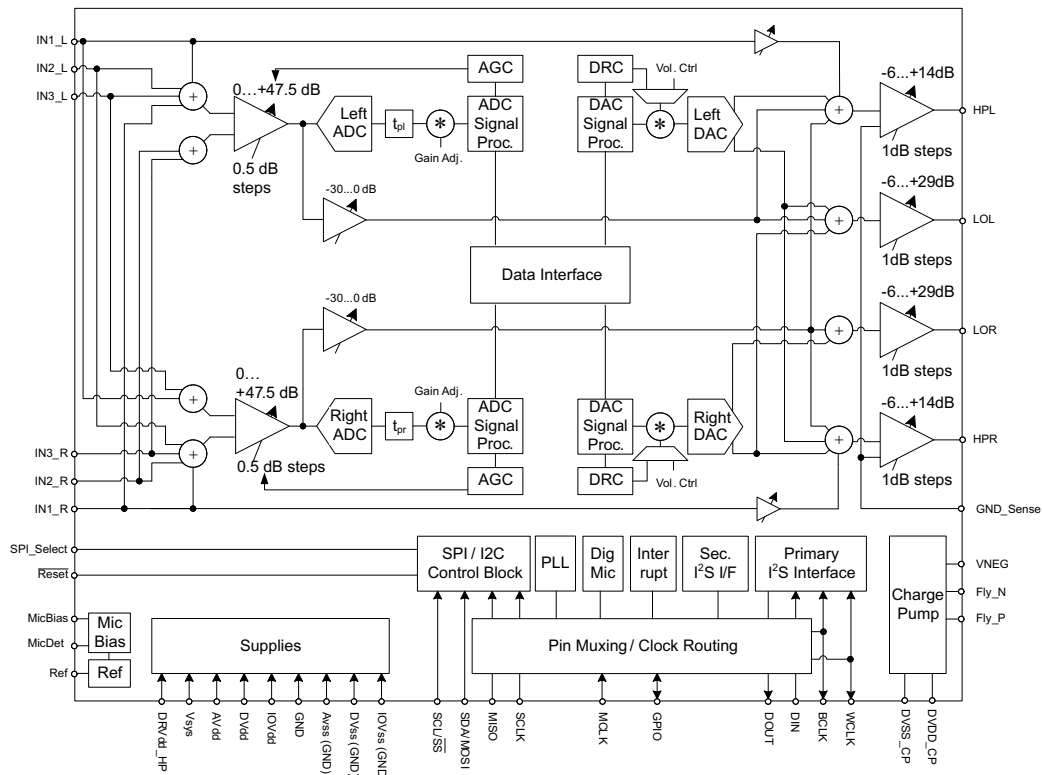 IN1_L
IN2_L
IN3_L
0…+47.5 dB
0.5 dB
steps
Left
ADC
tpl
Gain Adj.
AGC
ADC
Signal
Proc.
DRC
Vol. Ctrl
DAC
Signal
Proc.
Left
DAC
-6...+14dB
1dB steps
HPL
-30...0 dB
-6...+29dB
1dB steps
LOL
Data Interface
-30...0 dB
-6...+29dB
1dB steps
LOR
0…
+47.5 dB
0.5 dB steps
Right
ADC
tpr
Gain Adj.
ADC
Signal
Proc.
AGC
DAC
Signal
Proc.
DRC
Vol. Ctrl
Right
DAC
-6...+14dB
1dB steps
HPR
IN3_R
IN2_R
IN1_R
GND_Sense
SPI_Select
Reset
SPI / I2C
Control Block
PLL
Dig
Mic
Inter
rupt
Sec.
I²S I/F
Primary
I²S Interface
Charge
Pump
VNEG
Fly_N
Fly_P
MicBias
MicDet
Ref
Mic
Bias
Ref
Supplies
Pin Muxing / Clock Routing
DRVdd_HP
Vsys
AVdd
DVdd
IOVdd
GND
Avss (GND)
DVss (GND)
IOVss (GND
SCL/SS
SDA/MOSI
MISO
SCLK
MCLK
GPIO
DOUT
DIN
BCLK
WCLK
DVSS_CP
DVDD_CP